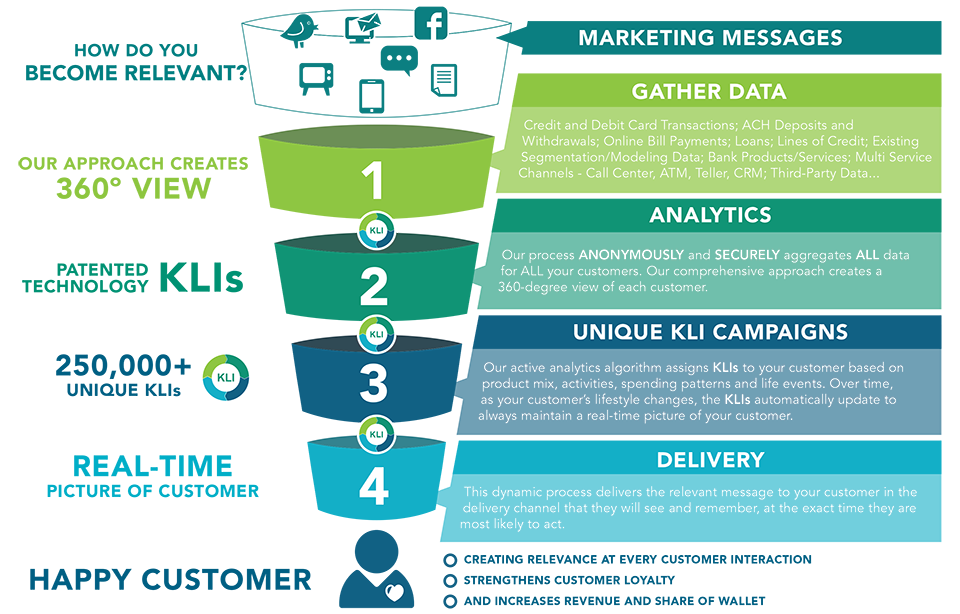 HOW DO YOU
BECOME RELEVANT?
MARKETING MESSAGES
GATHER DATA
Credit and Debit Card Transactions; ACH Deposits and
Withdrawals; Online Bill Payments; Loans; Lines of Credit; Existing
Segmentation/Modeling Data; Bank Products/Services; Multi Service
Channels - Call Center, ATM, Teller, CRM; Third-Party Data...
OUR APPROACH CREATES
360º VIEW
1
KLI
ANALYTICS
Our process ANONYMOUSLY and SECURELY aggregates ALL data
for ALL your customers. Our comprehensive approach creates a
360-degree view of each customer.
PATENTED
TECHNOLOGY KLIs
2
KLI
UNIQUE KLI CAMPAIGNS
Our active analytics algorithm assigns KLIs to your customer based on
product mix, activities, spending patterns and life events. Over time,
as your customer's lifestyle changes, the KLIs automatically update to
always maintain a real-time picture of your customer.
250,000+
UNIQUE KLIs
KLI
3
KLI
DELIVERY
This dynamic process delivers the relevant message to your customer in the
delivery channel that they will see and remember, at the exact time they are
most likely to act.
REAL-TIME
PICTURE OF CUSTOMER
4
HAPPY CUSTOMER
CREATING RELEVANCE AT EVERY CUSTOMER INTERACTION
STRENGTHENS CUSTOMER LOYALTY
AND INCREASES REVENUE AND SHARE OF WALLET